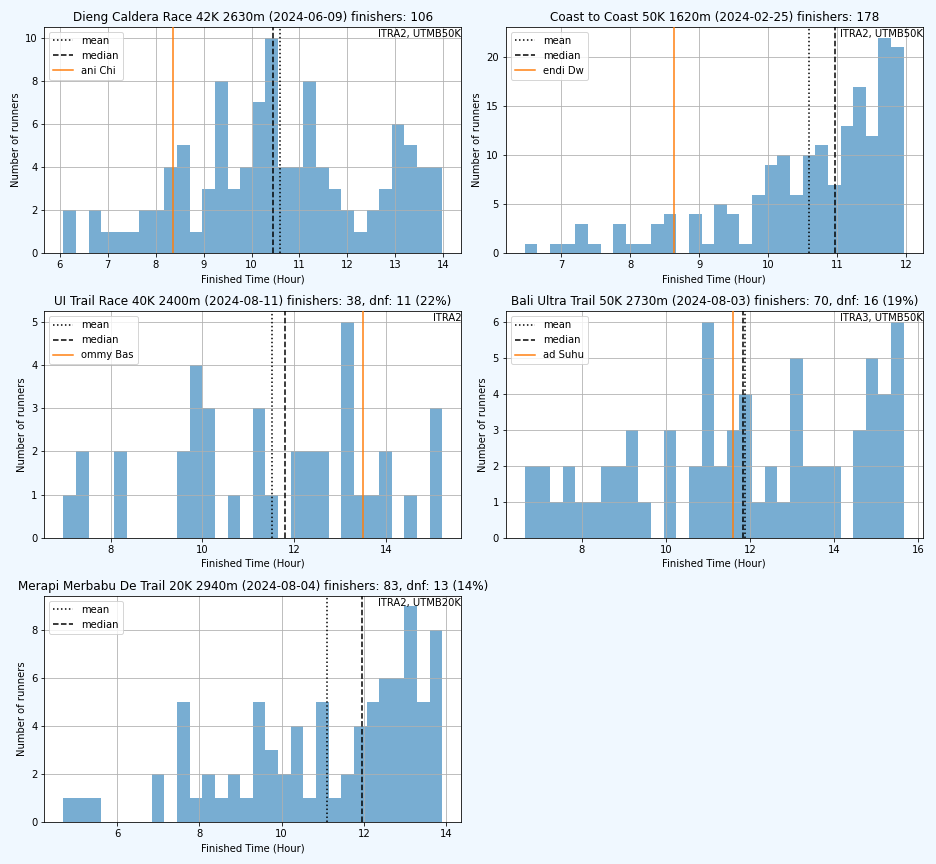 Dieng Caldera Race 42K 2630m (2024-06-09) finishers: 106
ITRA2, UTMB50K
mean
median
ani Chi
Number of runners
0
2
4
6
8
10
6 7 8 9 10 11 12 13 14
Finished Time (Hour)
Coast to Coast 50K 1620m (2024-02-25) finishers: 178
ITRA2, UTMB50K
mean
median
endi Dw
Number of runners
0
5
10
15
20
7 8 9 10 11 12
Finished Time (Hour)
UI Trail Race 40K 2400m (2024-08-11) finishers: 38, dnf: 11 (22%)
ITRA2
mean
median
ommy Bas
Number of runners
0
1
2
3
4
5
8 10 12 14
Finished Time (Hour)
Bali Ultra Trail 50K 2730m (2024-08-03) finishers: 70, dnf: 16 (19%)
ITRA3, UTMB50K
mean
median
ad Suhu
Number of runners
0
1
2
3
4
5
6
8 10 12 14 16
Finished Time (Hour)
Merapi Merbabu De Trail 20K 2940m (2024-08-04) finishers: 83, dnf: 13 (14%)
ITRA2, UTMB20K
mean
median
Number of runners
0
2
4
6
8
6 8 10 12 14
Finished Time (Hour)